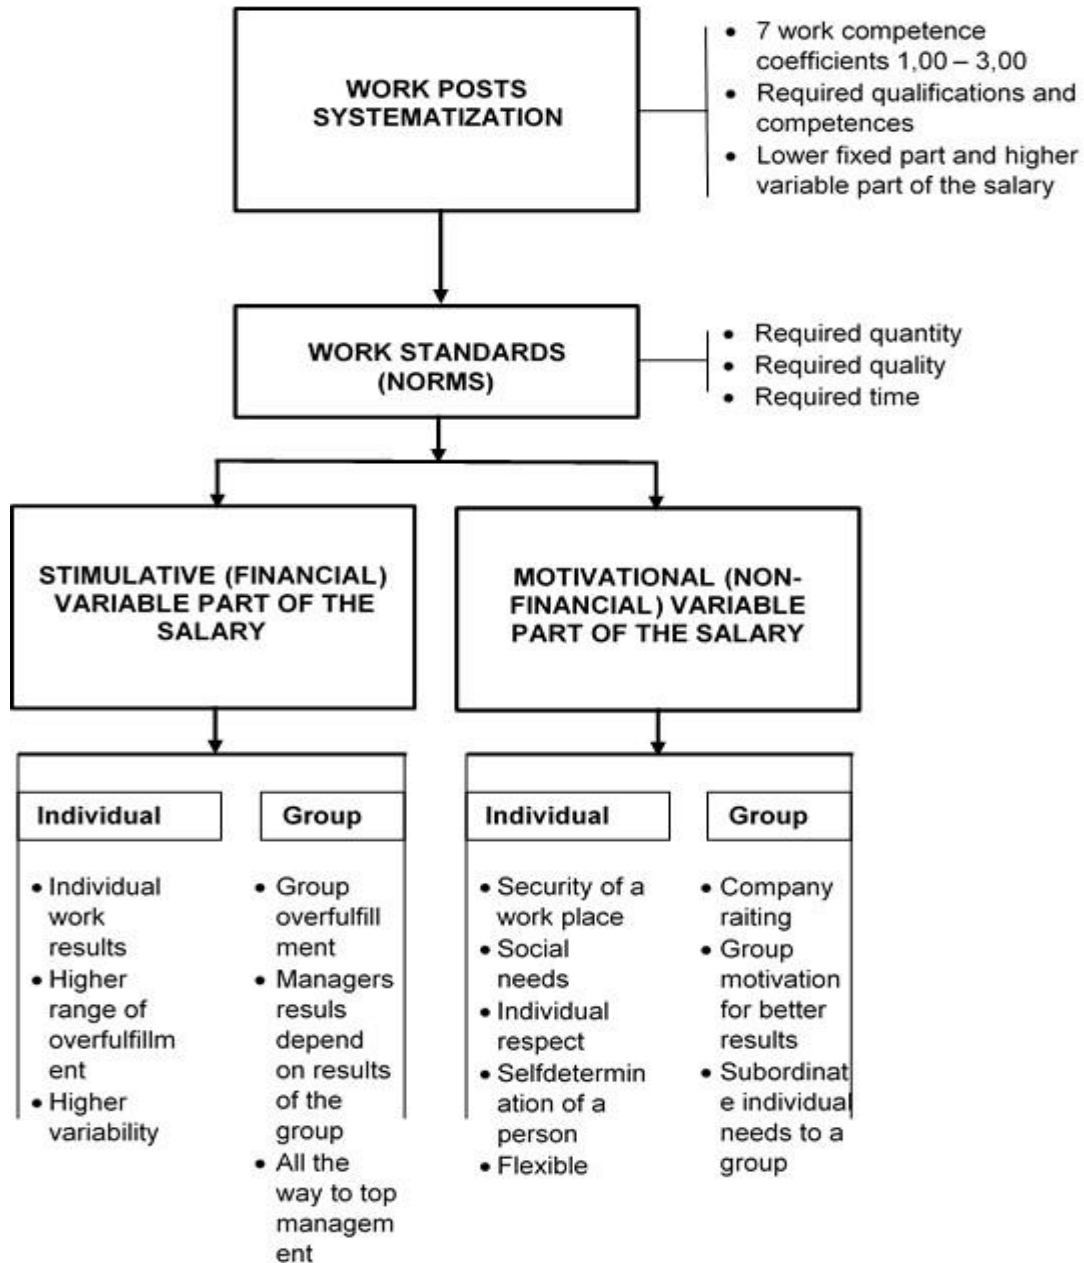 WORK POSTS
SYSTEMATIZATION
• 7 work competence
coefficients 1,00 – 3,00
• Required qualifications and
competences
• Lower fixed part and higher
variable part of the salary
WORK STANDARDS
(NORMS)
• Required quantity
• Required quality
• Required time
STIMULATIVE (FINANCIAL)
VARIABLE PART OF THE
SALARY
MOTIVATIONAL (NON-
FINANCIAL) VARIABLE
PART OF THE SALARY
Individual
• Individual
work
results
• Higher
range of
overfulfillm
ent
• Higher
variability
Group
• Group
overfulfill
ment
• Managers
resuls
depend
on results
of the
group
• All the
way to top
managem
ent
Individual
• Security of a
work place
• Social
needs
• Individual
respect
• Selfdetermin
ation of a
person
• Flexible
Group
• Company
raiting
• Group
motivation
for better
results
• Subordinat
e individual
needs to a
group